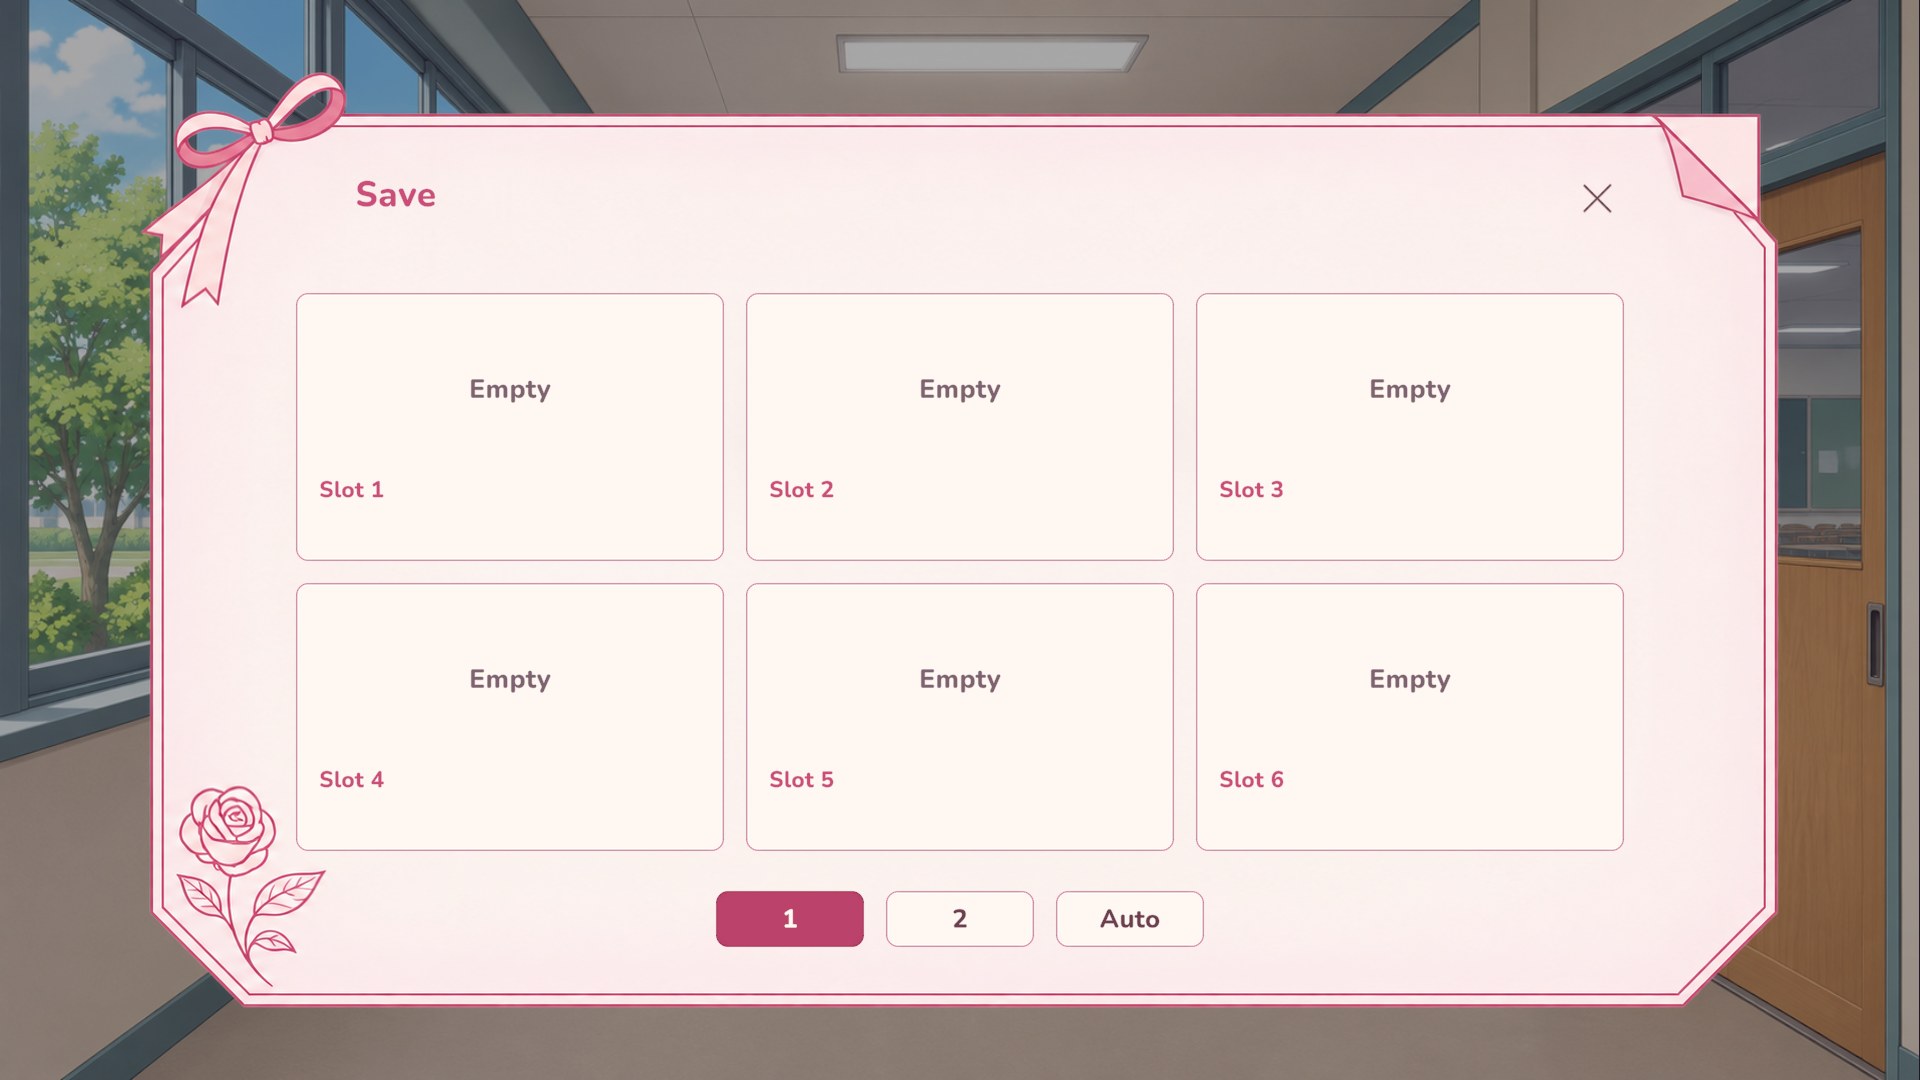 Save
Empty
Empty
Empty
Slot 1
Slot 2
Slot 3
Empty
Empty
Empty
Slot 4
Slot 5
Slot 6
1
2
Auto